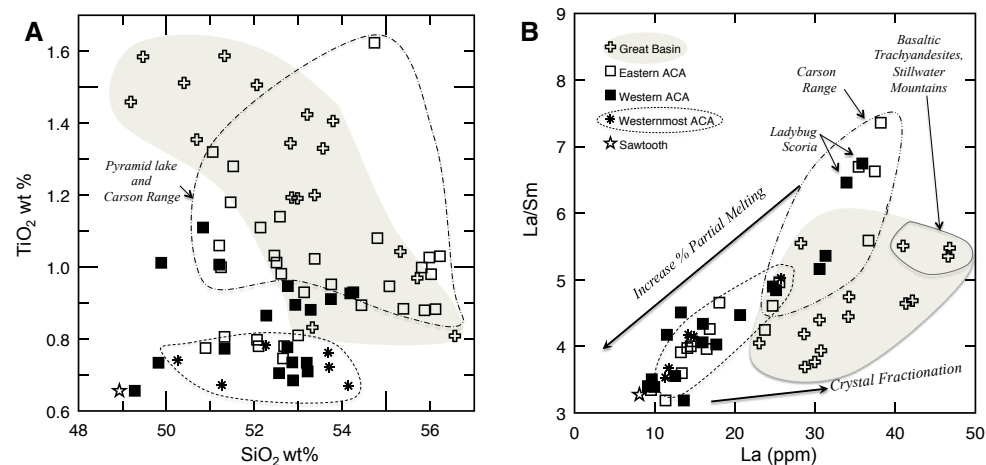 A
1.6
1.4
1.2
1.0
0.8
0.6
TiO2 wt %
48
50
52
54
56
SiO2 wt%
Pyramid lake
and
Carson Range
B
9
8
7
6
5
4
3
La/Sm
0
10
20
30
40
50
La (ppm)
Great Basin
Eastern ACA
Western ACA
Westernmost ACA
Sawtooth
Carson
Range
Ladybug
Scoria
Basaltic
Trachyandesites,
Stillwater
Mountains
Increase % Partial Melting
Crystal Fractionation